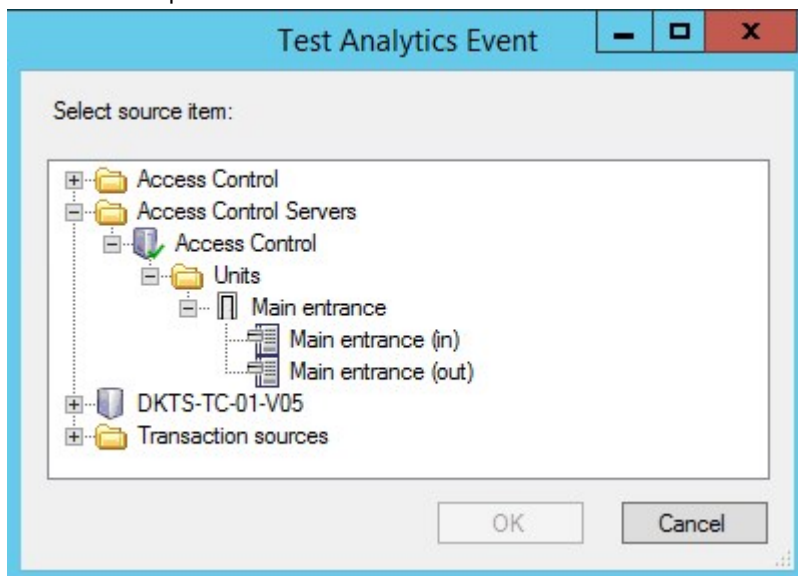 Test Analytics Event
Select source item:
Access Control
Access Control Servers
Access Control
Units
Main entrance
Main entrance (in)
Main entrance (out)
DKTS-TC-01-V05
Transaction sources
OK
Cancel